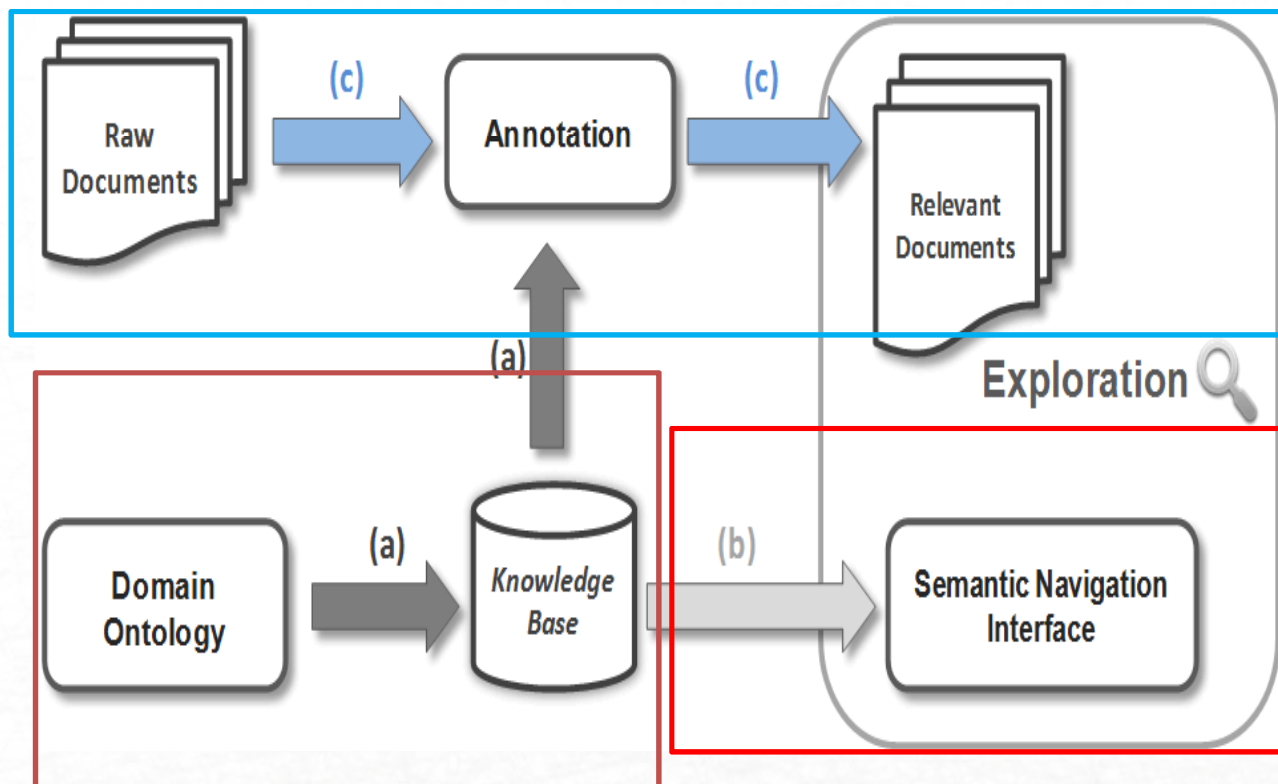 (c)
(c)
Raw
Documents
Annotation
Relevant
Documents
(a)
Exploration
Domain
Ontology
(a)
Knowledge
Base
(b)
Semantic Navigation
Interface